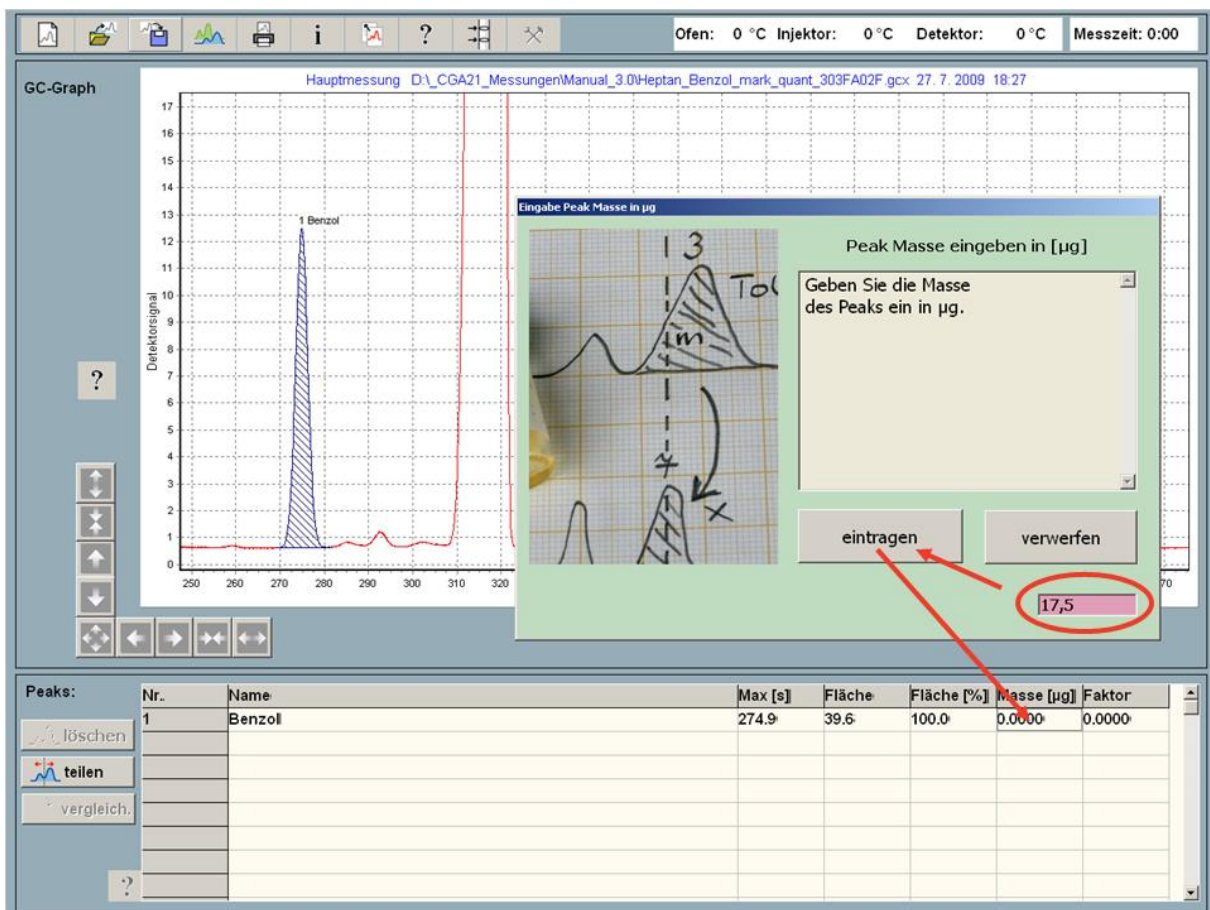 i
?
Ofen: 0 °C Injektor: 0 °C Detektor: 0 °C Messzeit: 0:00
GC-Graph
Hauptmessung D:\_CGA21_Messungen\Manual_3.0\Heptan_Benzol_mark_quant_303FA02F.gcx 27. 7. 2009 18:27
17
16
15
14
13
12
11
10
9
8
7
6
5
4
3
2
1
0
Detektorsignal
1 Benzol
250 260 270 280 290 300 310 320
70
?
Eingabe Peak Masse in µg
3
Tol
m
7
x
Peak Masse eingeben in [µg]
Geben Sie die Masse
des Peaks ein in µg.
eintragen
verwerfen
17,5
Peaks:
löschen
teilen
vergleich.
?
Nr.. Name Max [s] Fläche Fläche [%] Masse [µg] Faktor
1 Benzol 274.9 39.6 100.0 0.0000 0.0000